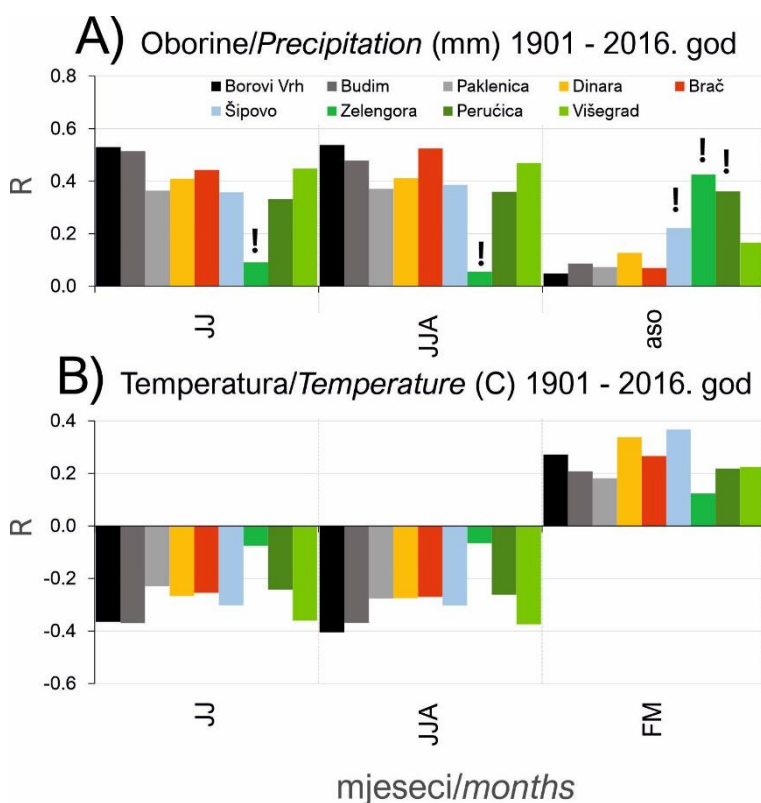 A) Oborine/Precipitation (mm) 1901 - 2016. god
0.8
Borovi Vrh Budim Paklenica Dinara Brač
Šipovo Zelengora Perućica Višegrad
0.6
0.4
0.2
0.0
R
! ! ! ! !
JJ JJA aso
B) Temperatura/Temperature (C) 1901 - 2016. god
0.4
0.2
0.0
-0.2
-0.4
-0.6
R
JJ JJA FM
mjeseci/months